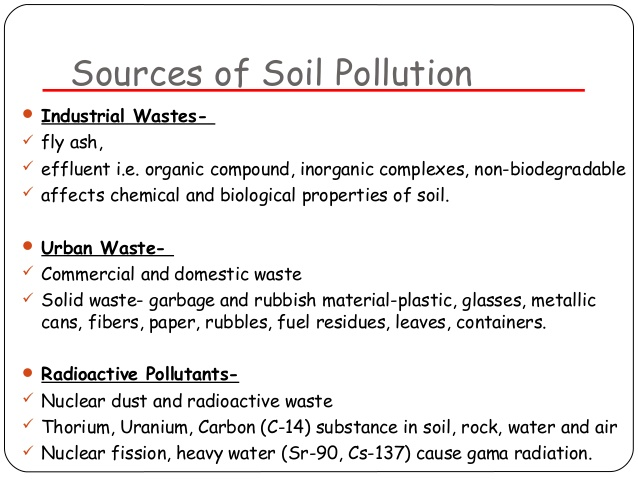 Sources of Soil Pollution
Industrial Wastes-
fly ash,
effluent i.e. organic compound, inorganic complexes, non-biodegradable
affects chemical and biological properties of soil.
Urban Waste-
Commercial and domestic waste
Solid waste- garbage and rubbish material-plastic, glasses, metallic
cans, fibers, paper, rubbles, fuel residues, leaves, containers.
Radioactive Pollutants-
Nuclear dust and radioactive waste
Thorium, Uranium, Carbon (C-14) substance in soil, rock, water and air
Nuclear fission, heavy water (Sr-90, Cs-137) cause gama radiation.